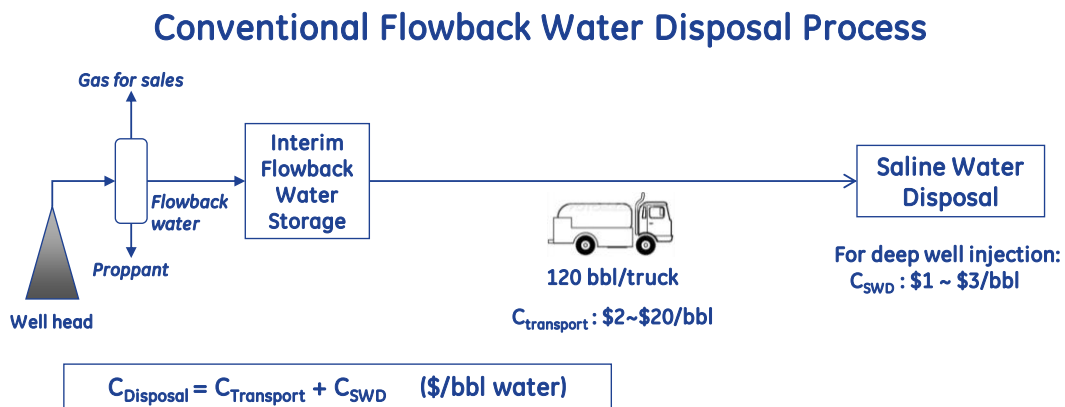 Conventional Flowback Water Disposal Process
Gas for sales
Interim
Flowback
Water
Storage
Flowback
water
Proppant
Well head
120 bbl/truck
Ctransport : $2~$20/bbl
Saline Water
Disposal
For deep well injection:
CSWD : $1 ~ $3/bbl
CDisposal = CTransport + CSWD ($/bbl water)